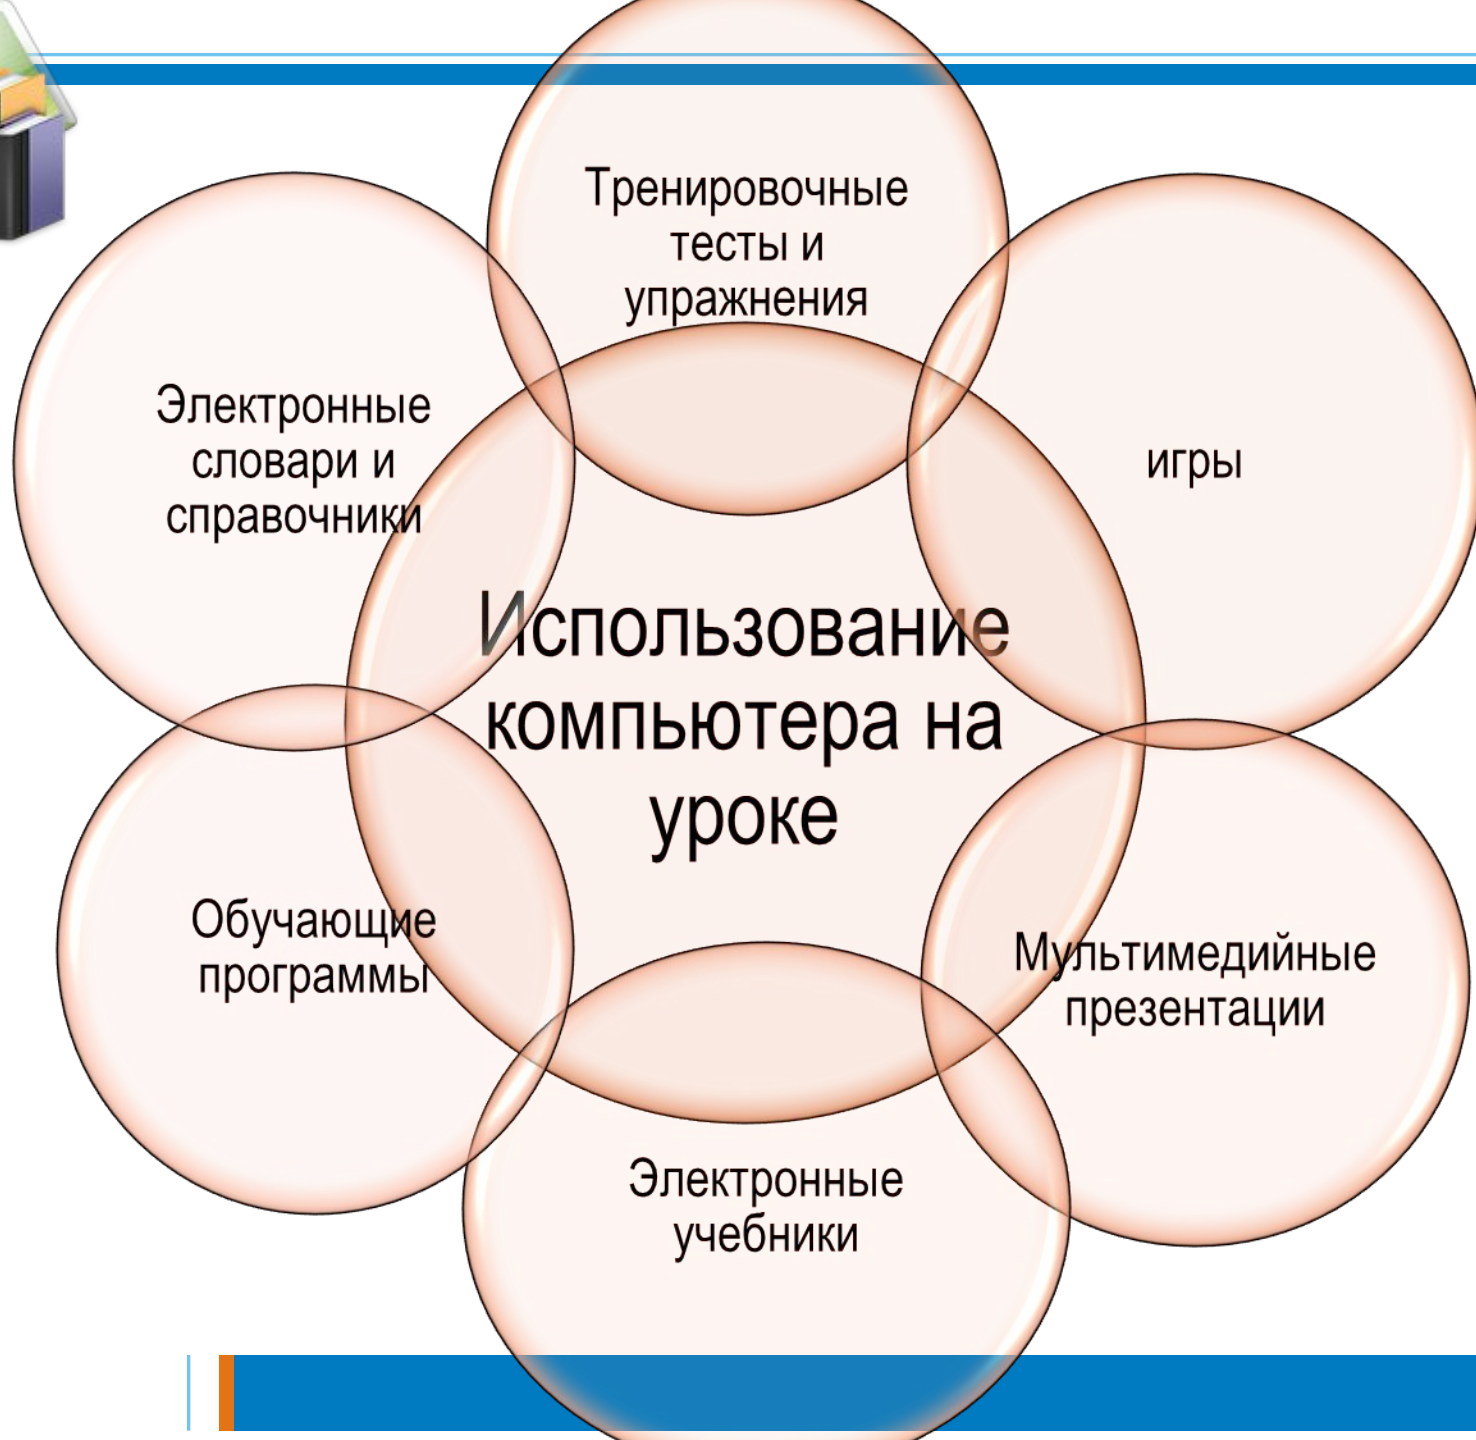 Тренировочные
тесты и
упражнения
Электронные
словари и
справочники
игры
Использование
компьютера на
уроке
Обучающие
программы
Мультимедийные
презентации
Электронные
учебники